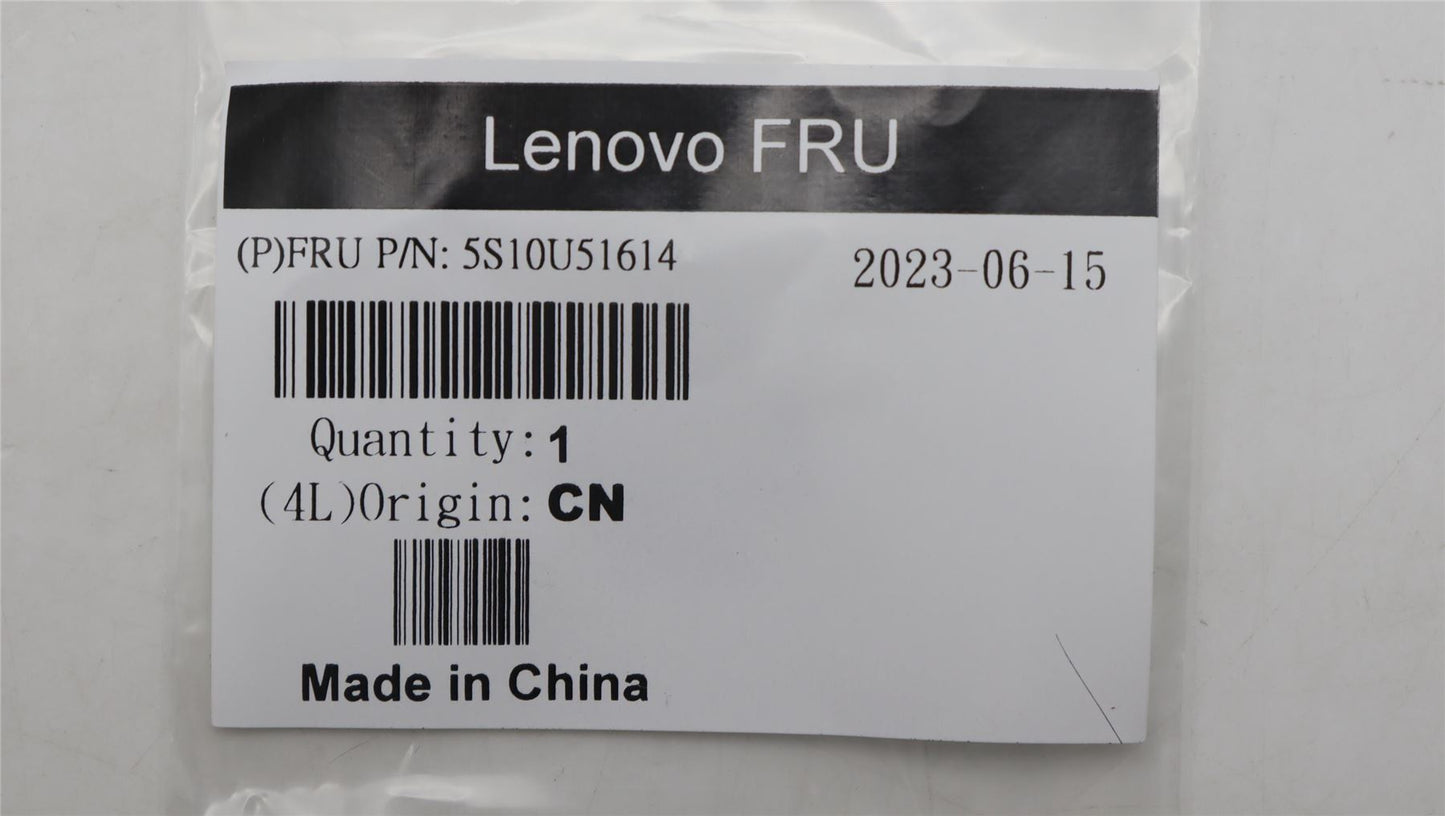 Lenovo FRU
(P)FRU P/N: 5S10U51614
2023-06-15
Quantity: 1
(4L)Origin: CN
Made in China